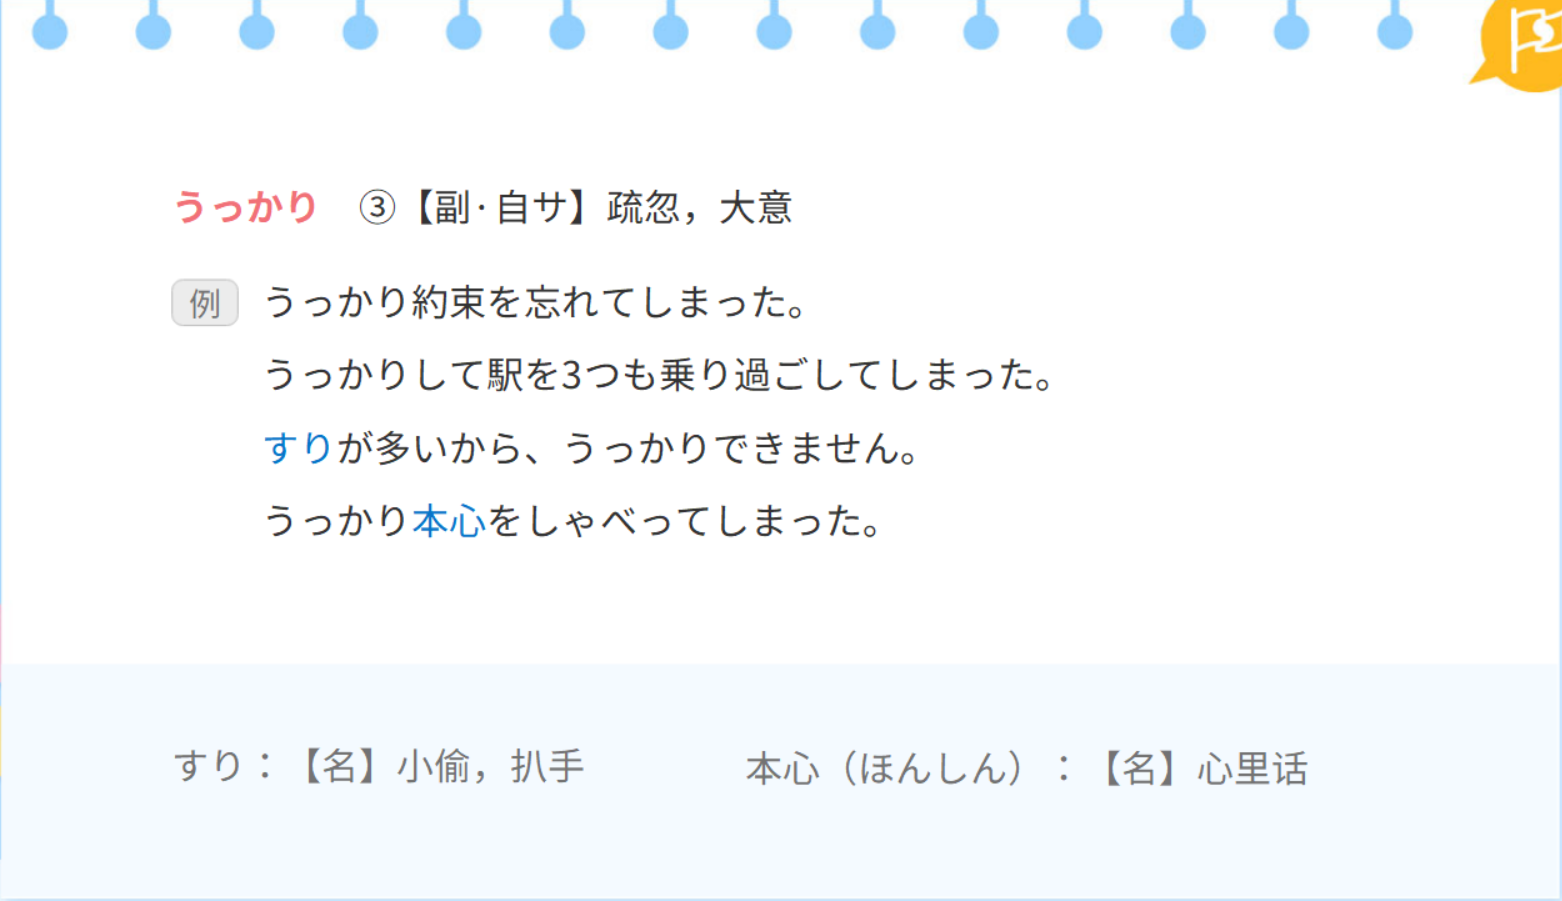 うっかり ③【副·自サ】疏忽，大意
例 うっかり約束を忘れてしまった。
うっかりして駅を3つも乗り過ごしてしまった。
すりが多いから、うっかりできません。
うっかり本心をしゃべってしまった。
すり：【名】小偷，扒手 本心（ほんしん）：【名】心里话